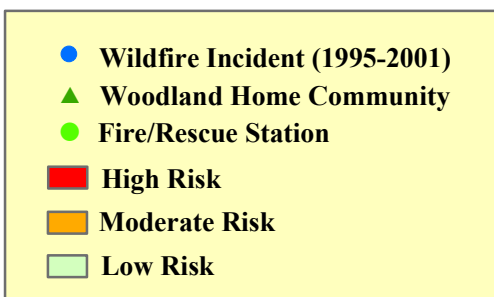 Wildfire Incident (1995-2001)
Woodland Home Community
Fire/Rescue Station
High Risk
Moderate Risk
Low Risk